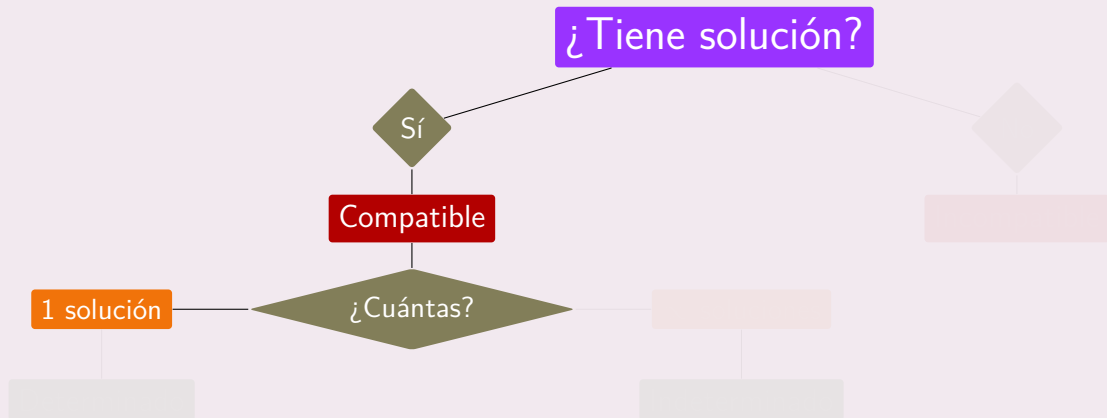 ¿Tiene solución?
Sí
Compatible
¿Cuántas?
1 solución